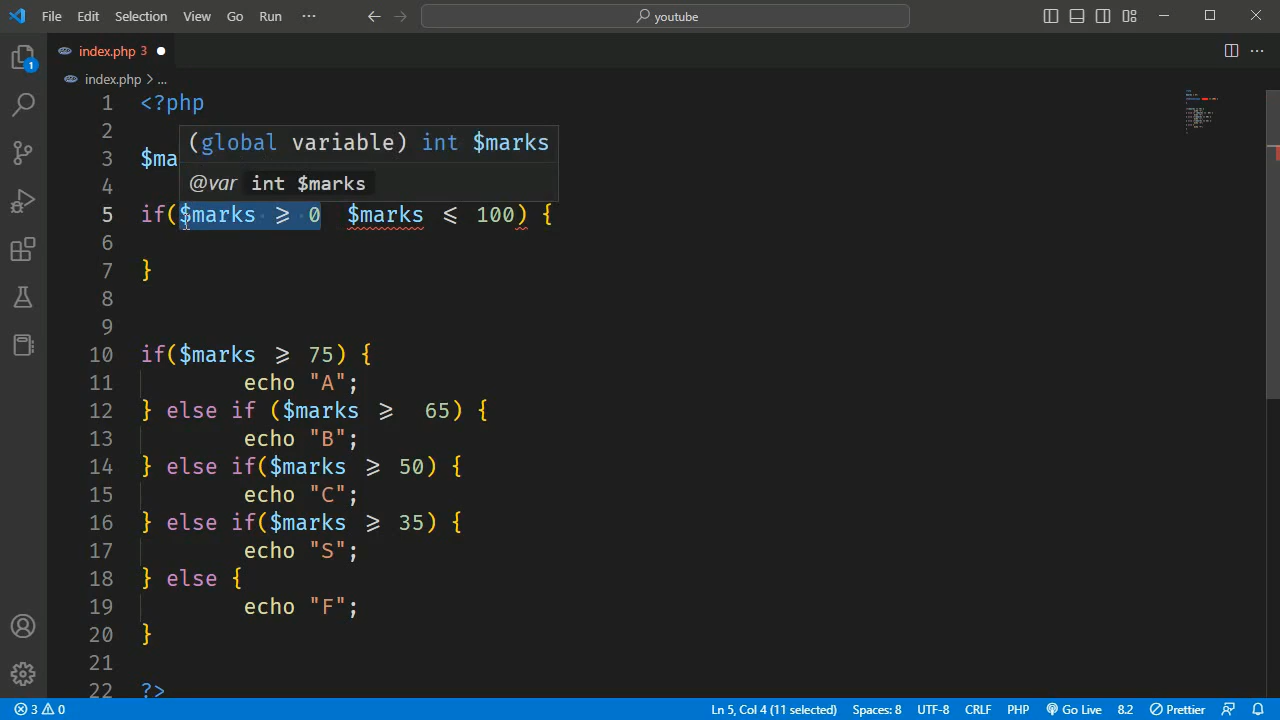 File Edit Selection View Go Run ··· youtube
index.php 3
index.php > ...
1 <?php
2
(global variable) int $marks
3 $ma
@var int $marks
4
5 if($marks ⩾ 0 $marks ⩽ 100) {
6
7 }
8
9
10 if($marks ⩾ 75) {
11 echo "A";
12 } else if ($marks ⩾ 65) {
13 echo "B";
14 } else if($marks ⩾ 50) {
15 echo "C";
16 } else if($marks ⩾ 35) {
17 echo "S";
18 } else {
19 echo "F";
20 }
21
22 ?>
1
3 0 Ln 5, Col 4 (11 selected) Spaces: 8 UTF-8 CRLF PHP Go Live 8.2 Prettier